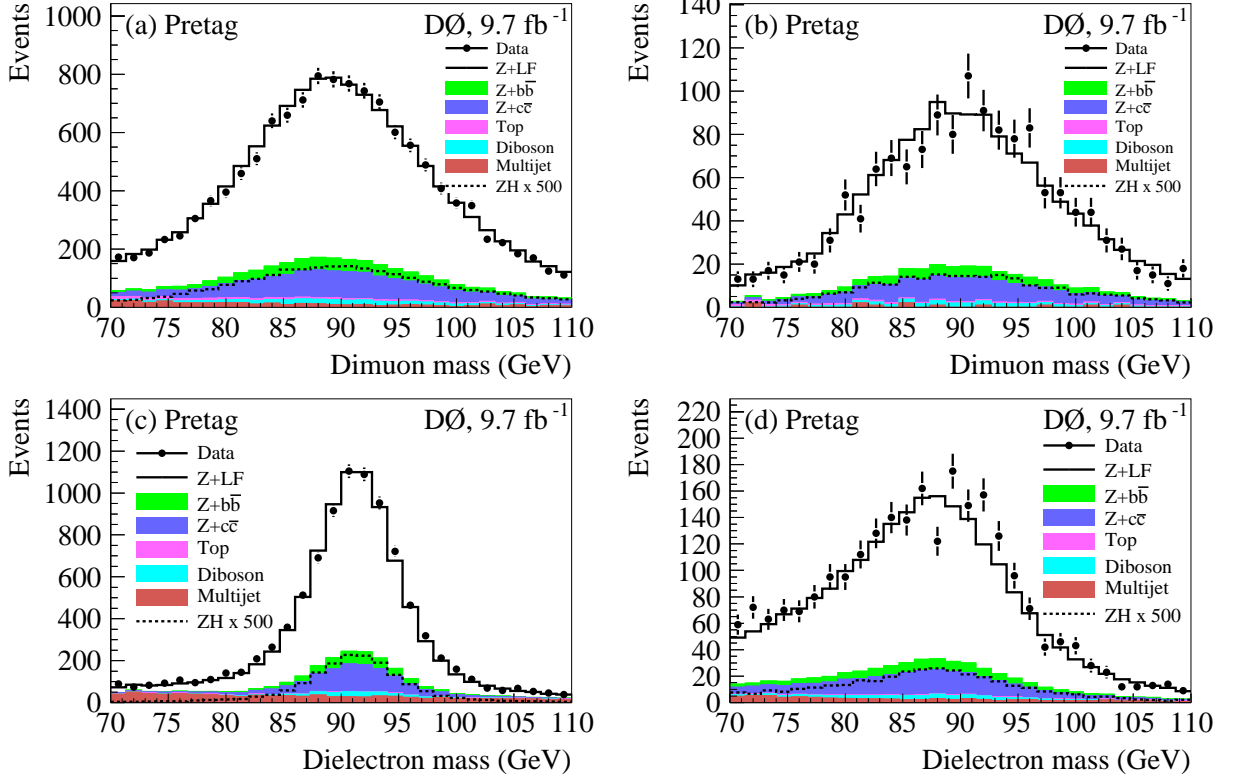 (a) Pretag
DØ, 9.7 fb⁻¹
Events
1000
800
600
400
200
0
Data
Z+LF
Z+bb̅
Z+cc̅
Top
Diboson
Multijet
ZH x 500
70 75 80 85 90 95 100 105 110
Dimuon mass (GeV)
(b) Pretag
DØ, 9.7 fb⁻¹
Events
140
120
100
80
60
40
20
0
Data
Z+LF
Z+bb̅
Z+cc̅
Top
Diboson
Multijet
ZH x 500
70 75 80 85 90 95 100 105 110
Dimuon mass (GeV)
(c) Pretag
DØ, 9.7 fb⁻¹
Events
1400
1200
1000
800
600
400
200
0
Data
Z+LF
Z+bb̅
Z+cc̅
Top
Diboson
Multijet
ZH x 500
70 75 80 85 90 95 100 105 110
Dielectron mass (GeV)
(d) Pretag
DØ, 9.7 fb⁻¹
Events
220
200
180
160
140
120
100
80
60
40
20
0
Data
Z+LF
Z+bb̅
Z+cc̅
Top
Diboson
Multijet
ZH x 500
70 75 80 85 90 95 100 105 110
Dielectron mass (GeV)